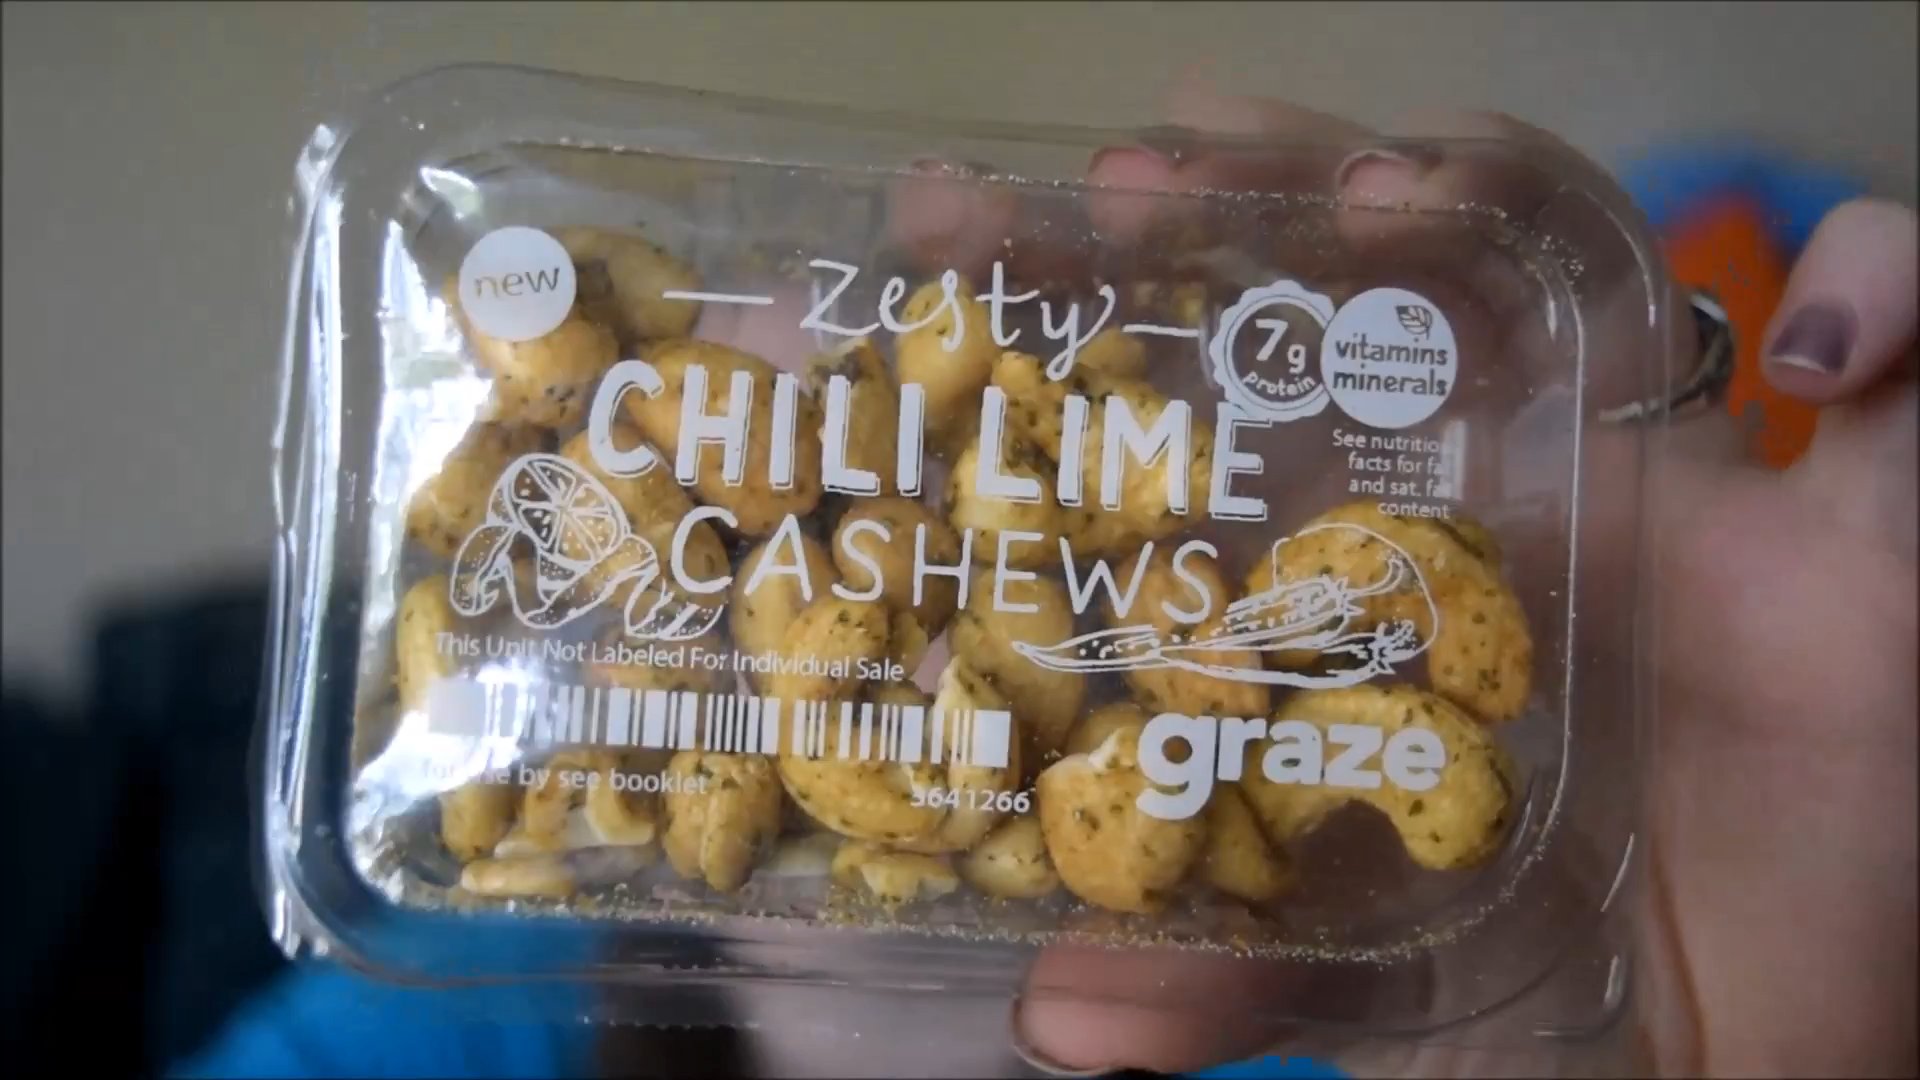 new
Zesty
CHILI LIME
CASHEWS
7g
protein
vitamins
minerals
See nutrition
facts for fat
and sat. fat
content
This Unit Not Labeled For Individual Sale
by see booklet
3641266
graze